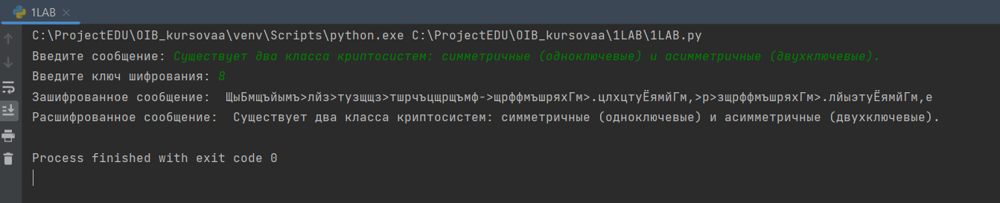 1LAB
C:\ProjectEDU\OIB_kursovaa\venv\Scripts\python.exe C:\ProjectEDU\OIB_kursovaa\1LAB\1LAB.py
Введите сообщение: Существует два класса криптосистем: симметричные (одноключевые) и асимметричные (двухключевые).
Введите ключ шифрования: 8
Зашифрованное сообщение:  ЩыБмщъйымъ>лйз>тузщщз>тшрчъцщрщъмф->щрффмъшряхГм>.цлхцтуЁямйГм,>р>зщрффмъшряхГм>.лйыэтуЁямйГм,е
Расшифрованное сообщение:  Существует два класса криптосистем: симметричные (одноключевые) и асимметричные (двухключевые).
Process finished with exit code 0